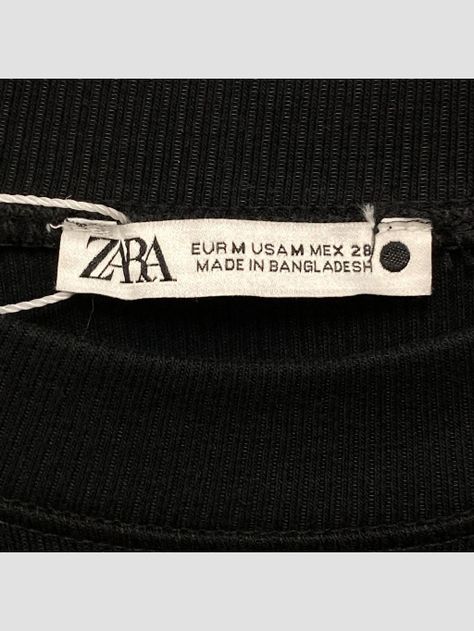 ZARA
EUR M USA M MEX 28
MADE IN BANGLADESH